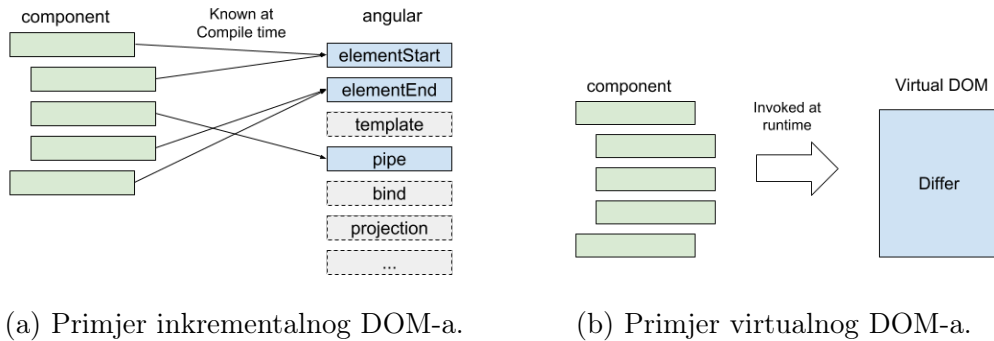 component
Known at
Compile time
angular
elementStart
elementEnd
template
pipe
bind
projection
...
(a) Primjer inkrementalnog DOM-a.
component
Invoked at
runtime
Virtual DOM
Differ
(b) Primjer virtualnog DOM-a.